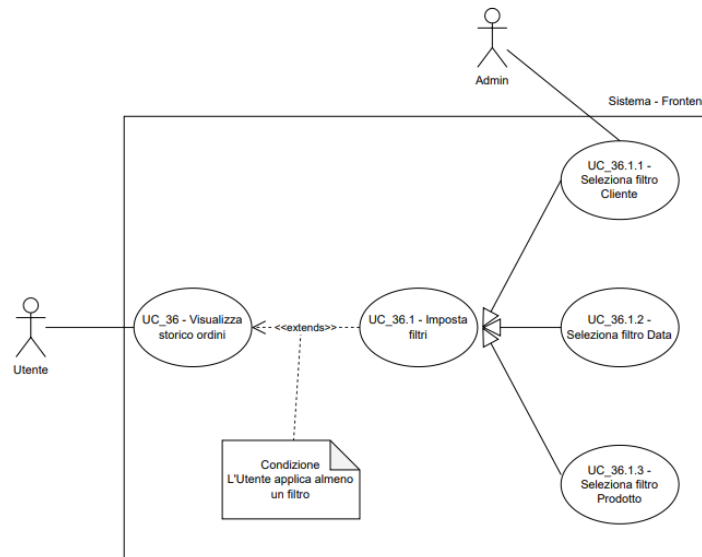 Admin
Sistema - Fronten
UC_36.1.1 -
Seleziona filtro
Cliente
UC_36 - Visualizza
storico ordini
<<extends>>
UC_36.1 - Imposta
filtri
UC_36.1.2 -
Seleziona filtro Data
Utente
Condizione
L'Utente applica almeno
un filtro
UC_36.1.3 -
Seleziona filtro
Prodotto